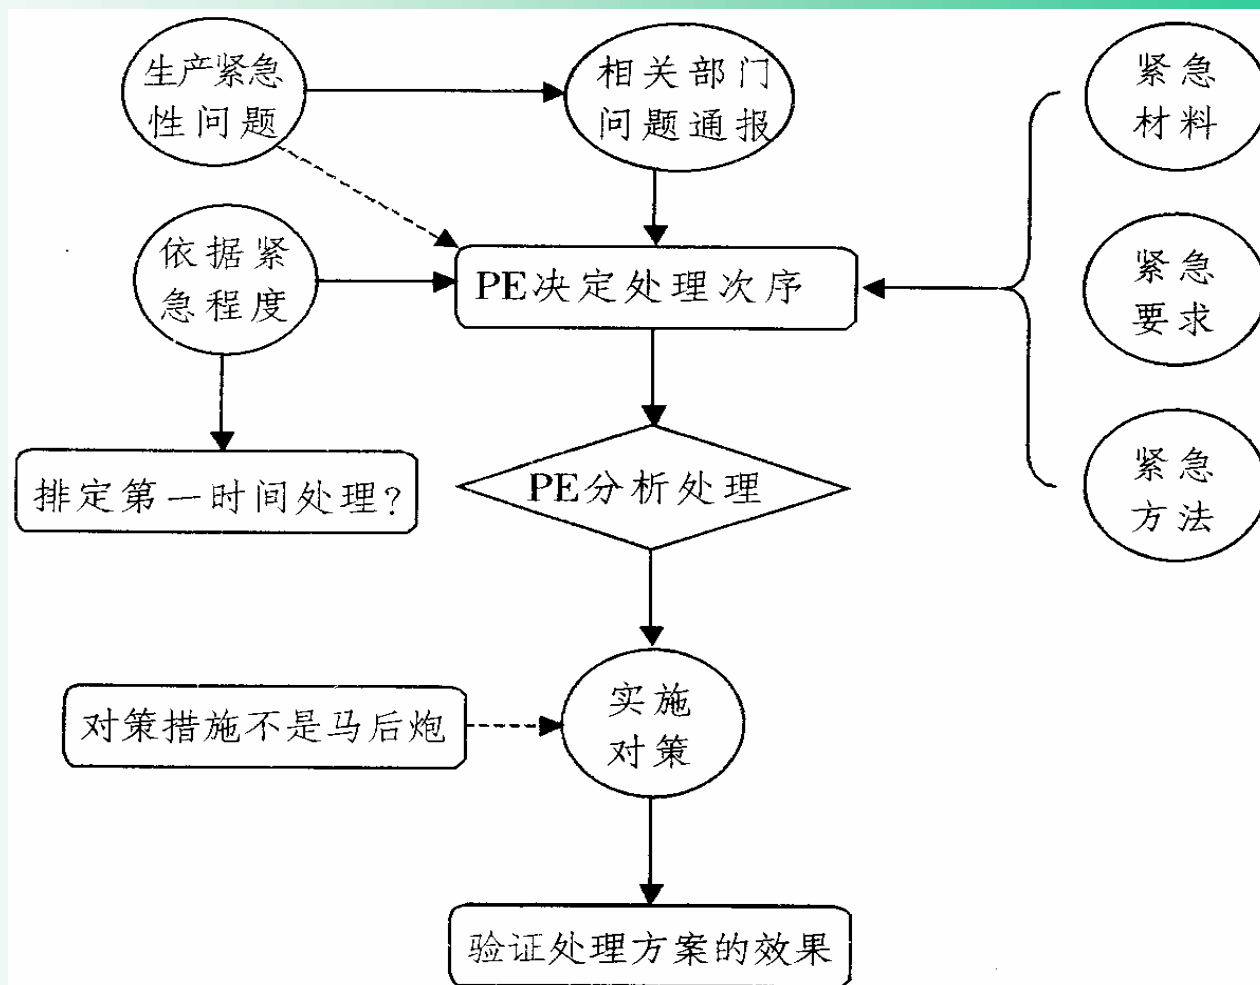 生产紧急
性问题
相关部门
问题通报
紧急
材料
依据紧
急程度
PE决定处理次序
紧急
要求
排定第一时间处理?
PE分析处理
紧急
方法
对策措施不是马后炮
实施
对策
验证处理方案的效果